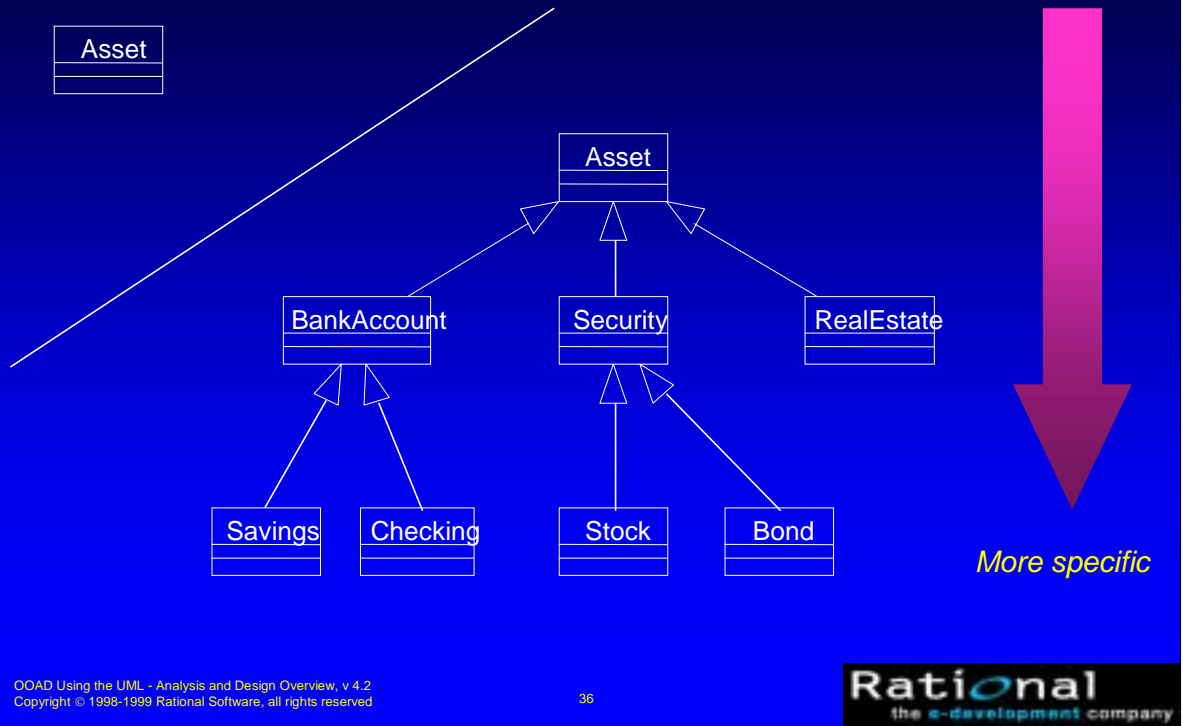 Asset
Asset
BankAccount
Security
RealEstate
Savings
Checking
Stock
Bond
More specific
OOAD Using the UML - Analysis and Design Overview, v 4.2
Copyright © 1998-1999 Rational Software, all rights reserved
36
Rational
the e-development company